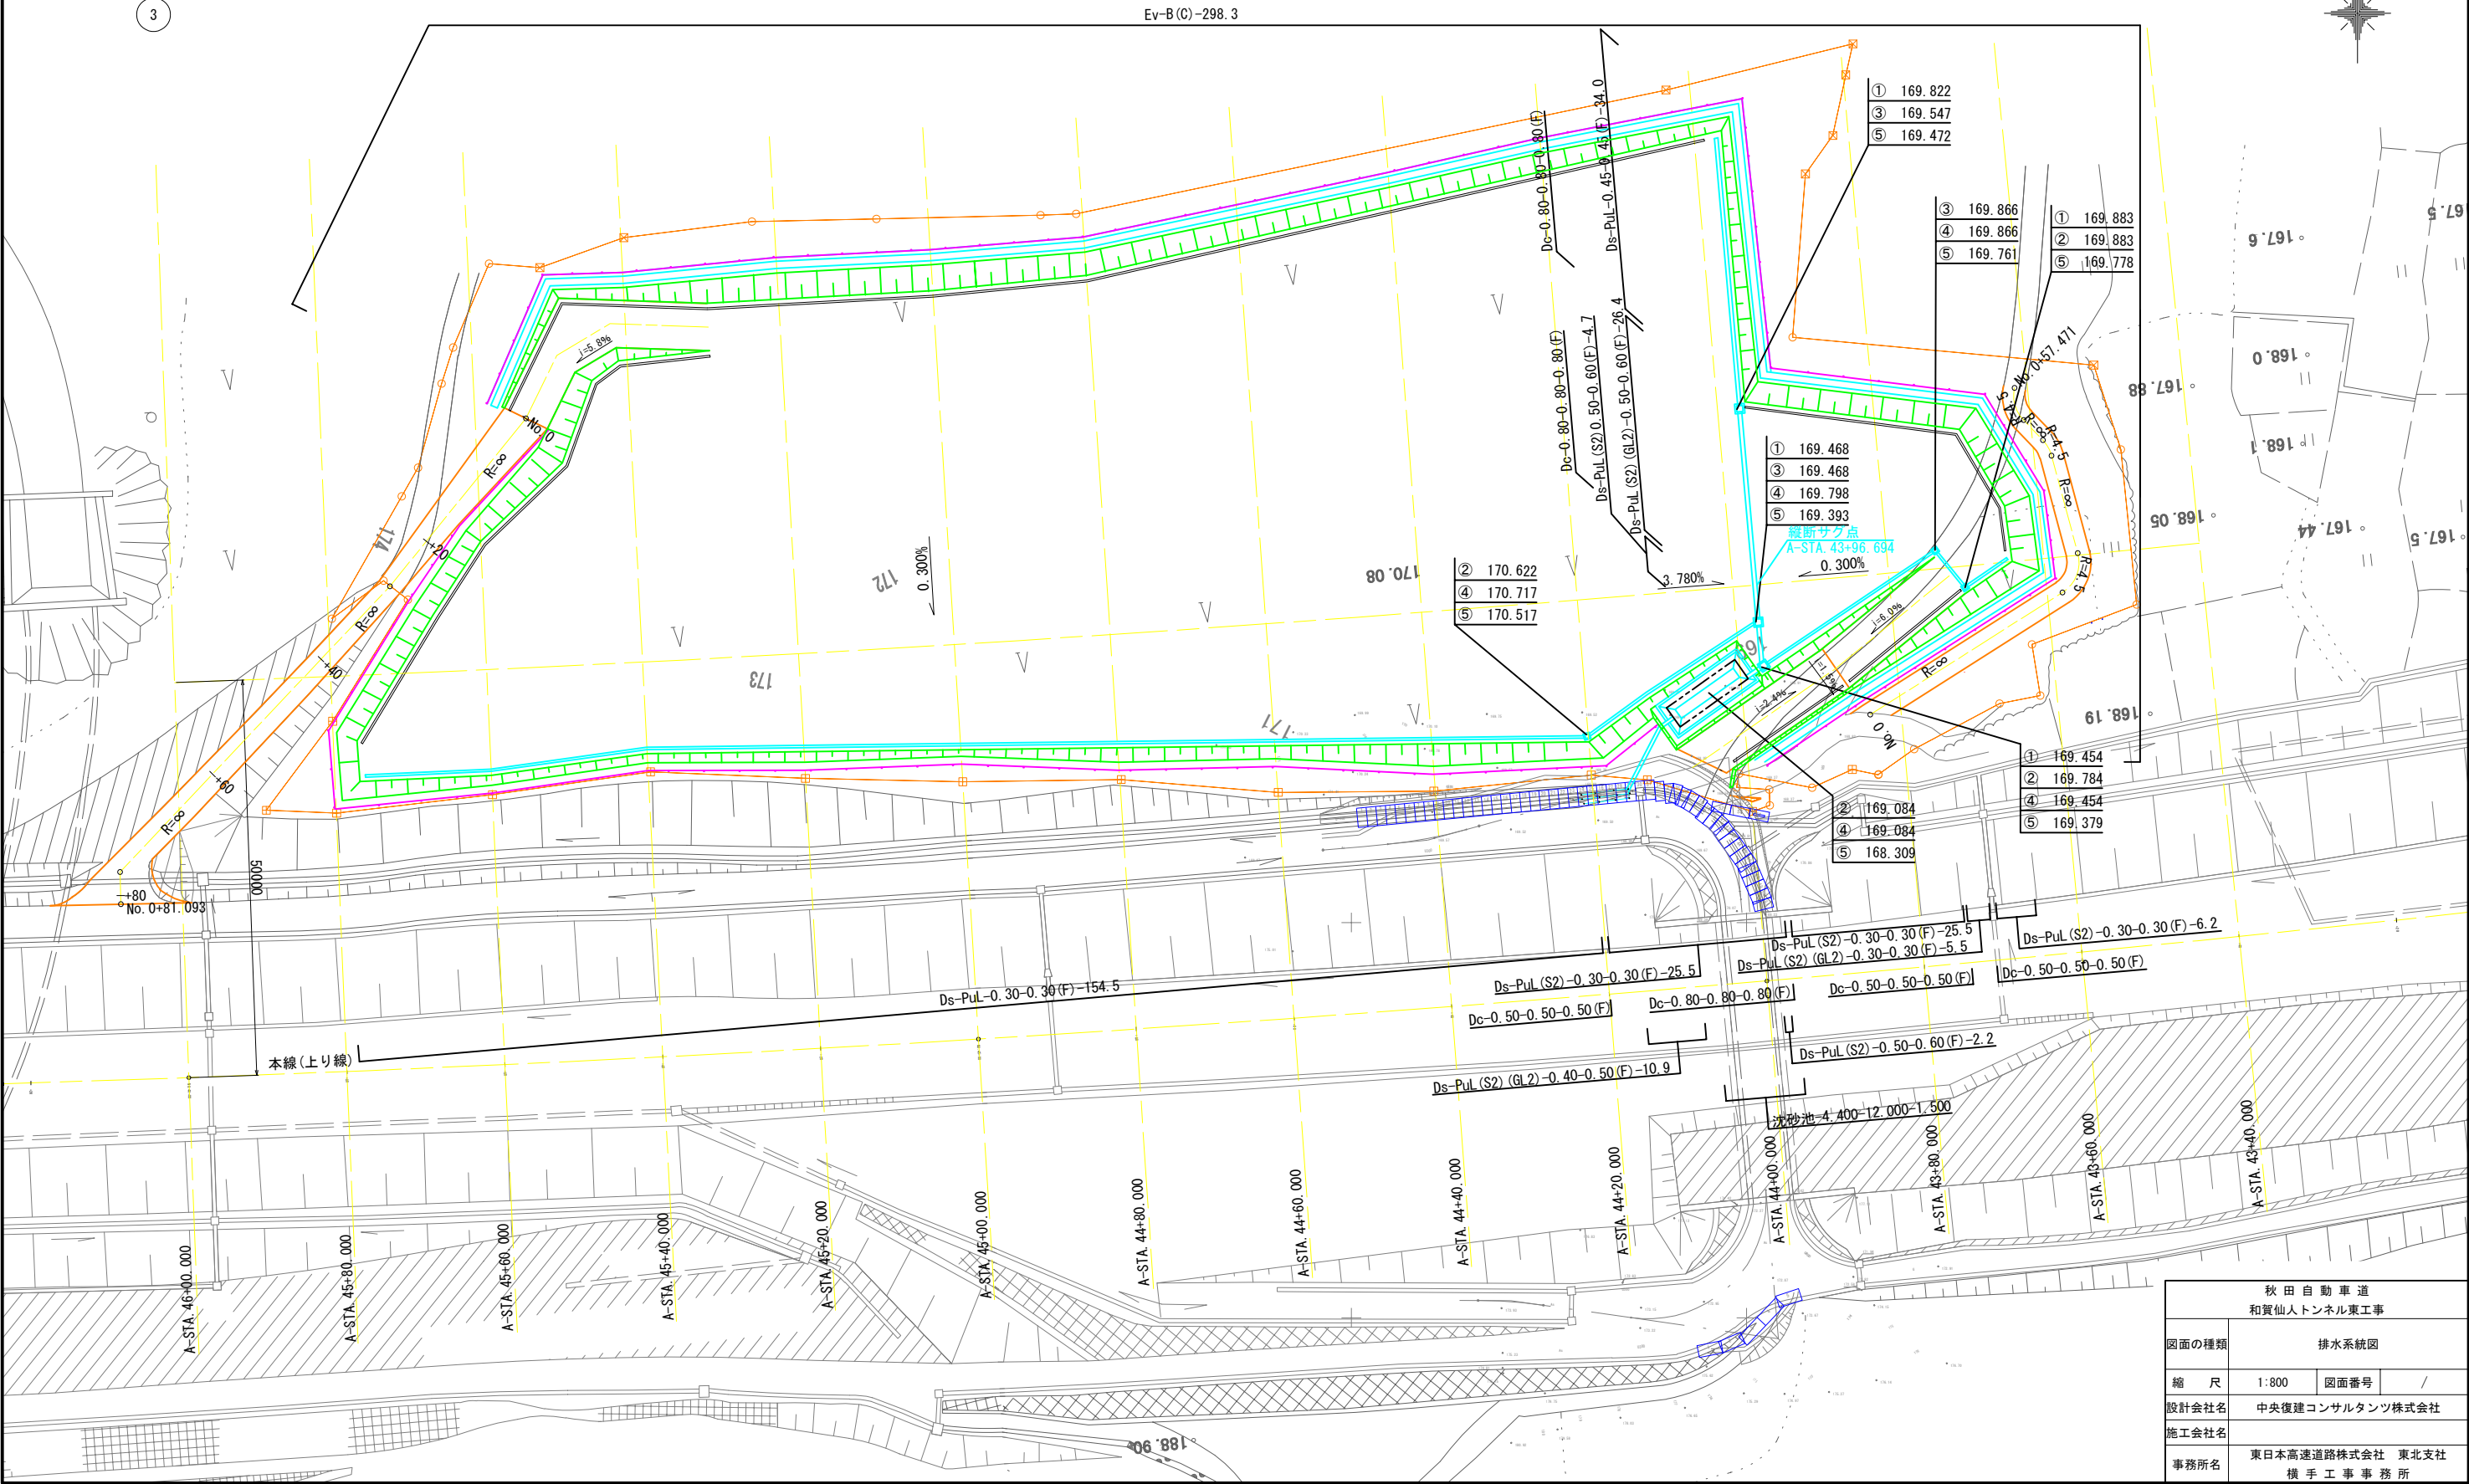 3
Ev-B(C)-298.3
Dc-0.80-0.80-0.80(F)
Ds-PuL-0.45-0.45(F)-34.0
① 169.822
③ 169.547
⑤ 169.472
③ 169.866
④ 169.866
⑤ 169.761
① 169.883
② 169.883
⑤ 169.778
167.5
167.6
168.0
167.88
168.1
168.05
167.44
167.5
168.19
No.0+57.471
R=4.5
R=∞
R=4.5
R=∞
R=4.5
R=∞
No.0
i=5.8%
No.0
R=∞
+20
174
R=∞
+40
+60
R=∞
+80
No.0+81.093
50000
Dc-0.80-0.80-0.80(F)
Ds-PuL(S2)0.50-0.60(F)-4.7
Ds-PuL(S2)(GL2)-0.50-0.60(F)-26.4
① 169.468
③ 169.468
④ 169.798
⑤ 169.393
縦断サグ点
A-STA.43+96.694
3.780%
0.300%
172
0.300%
170.08
② 170.622
④ 170.717
⑤ 170.517
173
171
i=6.0%
i=1.5%
i=2.4%
① 169.454
② 169.784
④ 169.454
⑤ 169.379
② 169.084
④ 169.084
⑤ 168.309
Ds-PuL-0.30-0.30(F)-154.5
Ds-PuL(S2)-0.30-0.30(F)-25.5
Ds-PuL(S2)-0.30-0.30(F)-25.5
Ds-PuL(S2)(GL2)-0.30-0.30(F)-5.5
Ds-PuL(S2)-0.30-0.30(F)-6.2
Dc-0.50-0.50-0.50(F)
Dc-0.80-0.80-0.80(F)
Dc-0.50-0.50-0.50(F)
Dc-0.50-0.50-0.50(F)
Ds-PuL(S2)-0.50-0.60(F)-2.2
Ds-PuL(S2)(GL2)-0.40-0.50(F)-10.9
沈砂池-4.400-12.000-1.500
本線(上り線)
A-STA.46+00.000
A-STA.45+80.000
A-STA.45+60.000
A-STA.45+40.000
A-STA.45+20.000
A-STA.45+00.000
A-STA.44+80.000
A-STA.44+60.000
A-STA.44+40.000
A-STA.44+20.000
A-STA.44+00.000
A-STA.43+80.000
A-STA.43+60.000
A-STA.43+40.000
188.90
秋田自動車道
和賀仙人トンネル東工事
図面の種類 排水系統図
縮尺 1:800 図面番号 /
設計会社名 中央復建コンサルタンツ株式会社
施工会社名
事務所名 東日本高速道路株式会社 東北支社
横手工事事務所